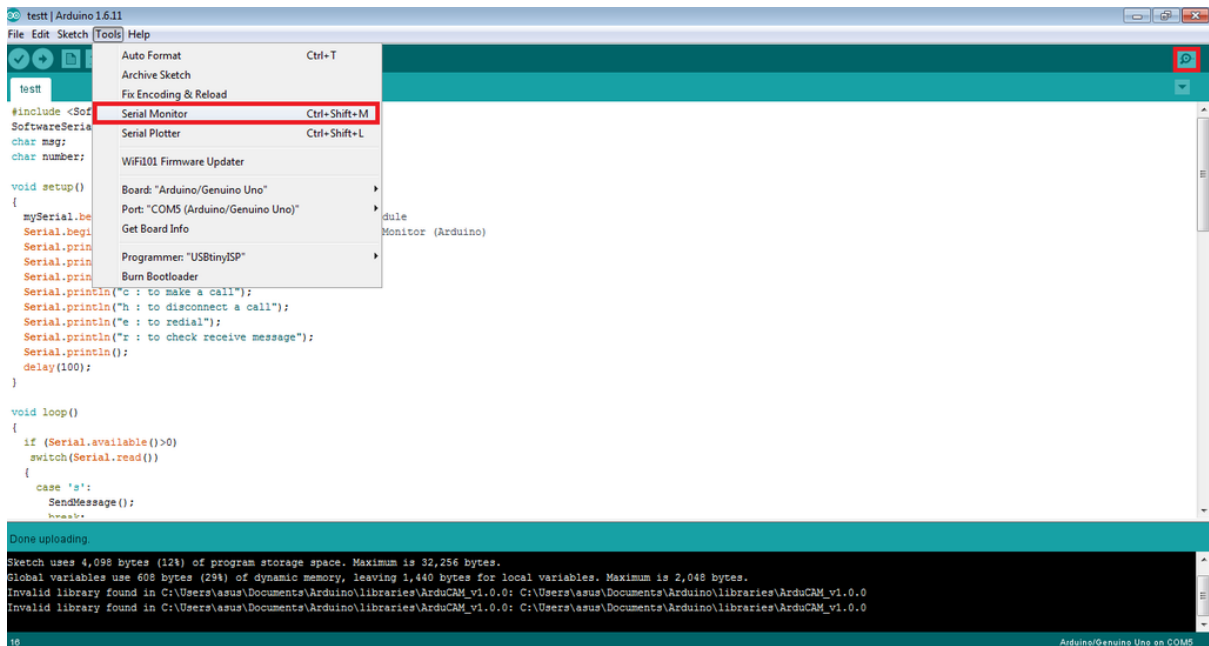 testt | Arduino 1.6.11
File Edit Sketch Tools Help
Auto Format Ctrl+T
Archive Sketch
Fix Encoding & Reload
Serial Monitor Ctrl+Shift+M
Serial Plotter Ctrl+Shift+L
WiFi101 Firmware Updater
Board: "Arduino/Genuino Uno"
Port: "COM5 (Arduino/Genuino Uno)"
Get Board Info
Programmer: "USBtinyISP"
Burn Bootloader
testt
#include <Sof
SoftwareSeria
char msg;
char number;
void setup()
{
mySerial.be dule
Serial.begi Monitor (Arduino)
Serial.prin
Serial.prin
Serial.prin
Serial.println("c : to make a call");
Serial.println("h : to disconnect a call");
Serial.println("e : to redial");
Serial.println("r : to check receive message");
Serial.println();
delay(100);
}
void loop()
{
if (Serial.available()>0)
switch(Serial.read())
{
case 's':
SendMessage();
break;
Done uploading.
Sketch uses 4,098 bytes (12%) of program storage space. Maximum is 32,256 bytes.
Global variables use 608 bytes (29%) of dynamic memory, leaving 1,440 bytes for local variables. Maximum is 2,048 bytes.
Invalid library found in C:\Users\asus\Documents\Arduino\libraries\ArduCAM_v1.0.0: C:\Users\asus\Documents\Arduino\libraries\ArduCAM_v1.0.0
Invalid library found in C:\Users\asus\Documents\Arduino\libraries\ArduCAM_v1.0.0: C:\Users\asus\Documents\Arduino\libraries\ArduCAM_v1.0.0
16 Arduino/Genuino Uno on COM5